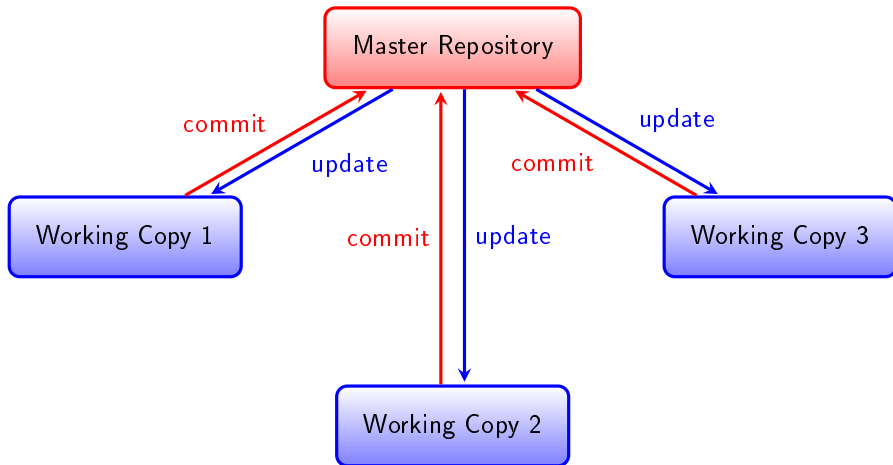 Master Repository
commit
update
update
commit
Working Copy 1
commit
update
Working Copy 3
Working Copy 2